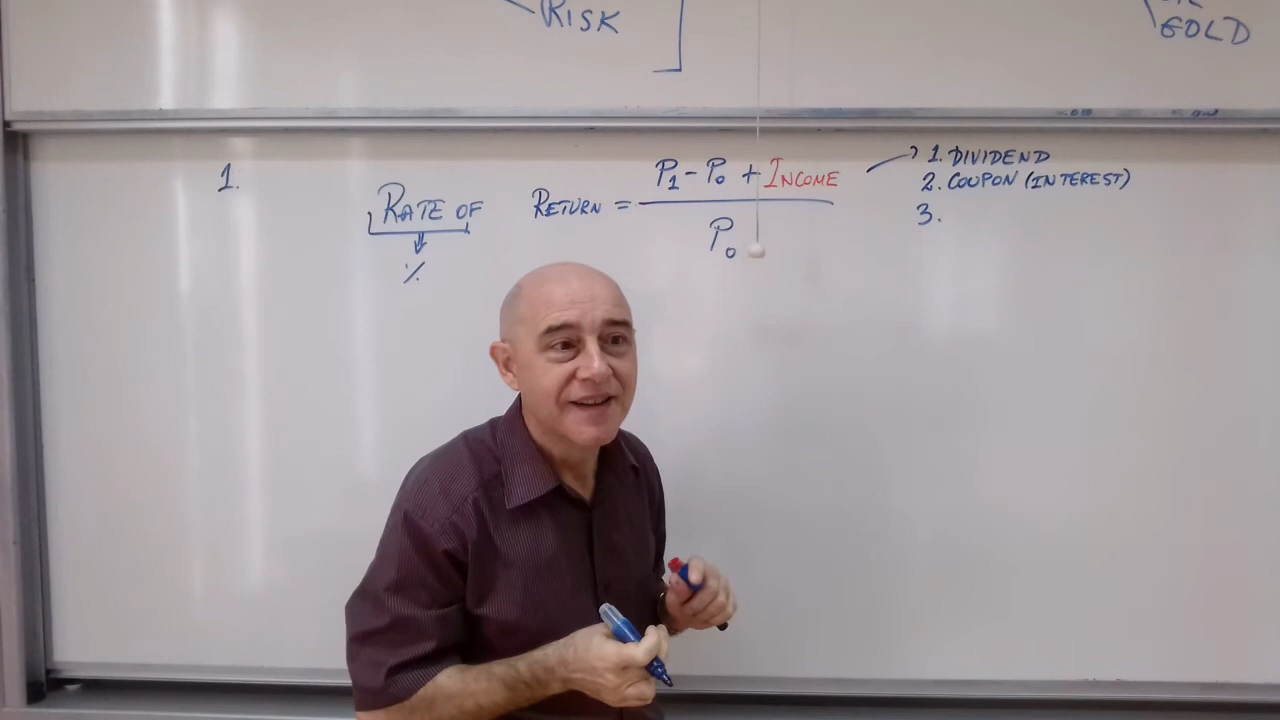 RISK
GOLD
1.
RATE OF RETURN = P1 - P0 + INCOME
P0
%
1. DIVIDEND
2. COUPON (INTEREST)
3.